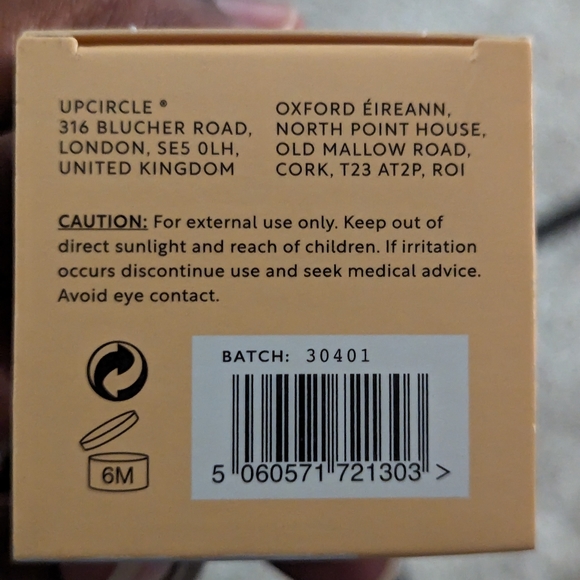 UPCIRCLE ®
316 BLUCHER ROAD,
LONDON, SE5 0LH,
UNITED KINGDOM
OXFORD ÉIREANN,
NORTH POINT HOUSE,
OLD MALLOW ROAD,
CORK, T23 AT2P, ROI
CAUTION: For external use only. Keep out of
direct sunlight and reach of children. If irritation
occurs discontinue use and seek medical advice.
Avoid eye contact.
BATCH: 30401
6M
5 060571 721303 >